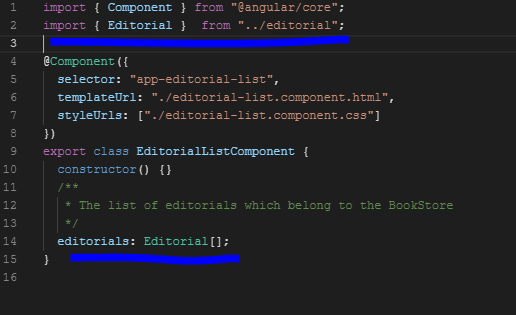 1 import { Component } from "@angular/core";
2 import { Editorial } from "../editorial";
3
4 @Component({
5 selector: "app-editorial-list",
6 templateUrl: "./editorial-list.component.html",
7 styleUrls: ["./editorial-list.component.css"]
8 })
9 export class EditorialListComponent {
10 constructor() {}
11 /**
12 * The list of editorials which belong to the BookStore
13 */
14 editorials: Editorial[];
15 }
16